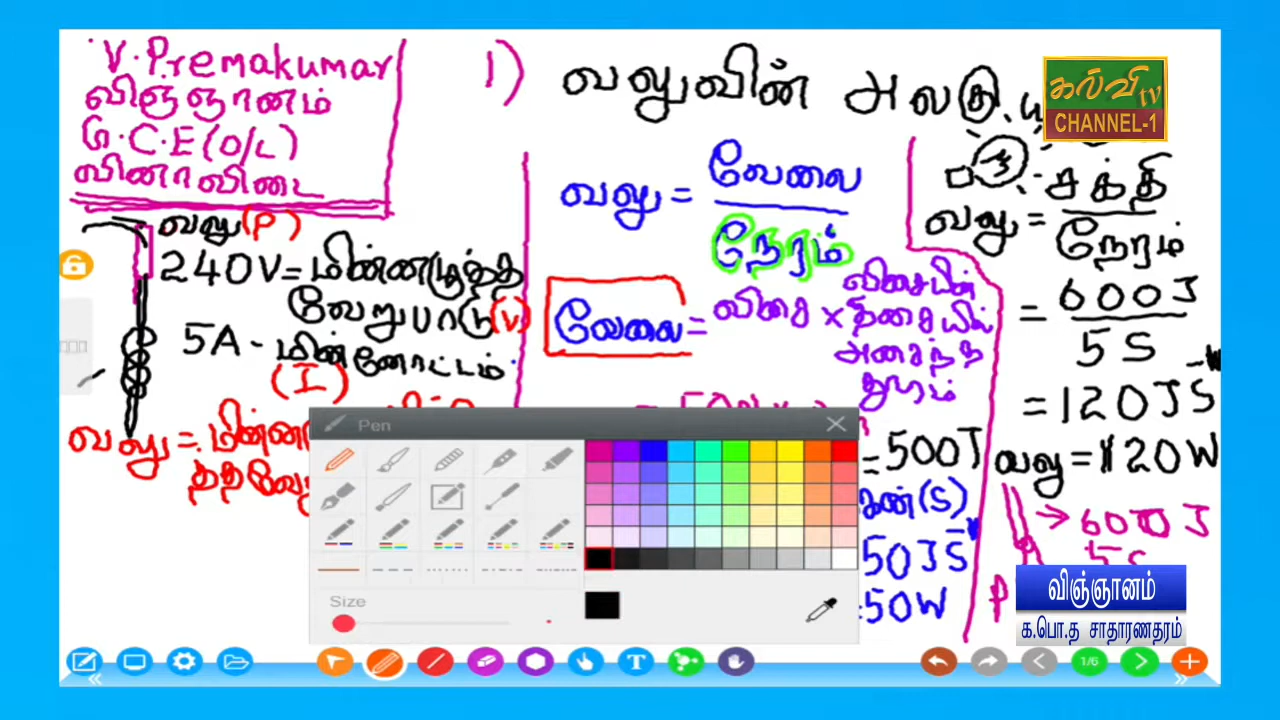 V. Premakumar
விஞ்ஞானம்
G.C.E(O/L)
வினாவிடை
வலு (P)
240V = மின்னழுத்த
வேறுபாடு (V)
5A - மின்னோட்டம்
(I)
வலு =
1) வலுவின் அலகு
வலு = வேலை
நேரம்
வேலை = விசை × விசையின்
திசையில்
அசைந்த
தூரம்
= 500J
கண்(S)
50JS-
50W
சக்தி
வலு =
நேரம்
= 600J
5S
= 120JS-
வலு = 120W
→ 600J
5S
P
கல்வி tv
CHANNEL-1
விஞ்ஞானம்
க.பொ.த சாதாரணதரம்
Pen
Size
1/6